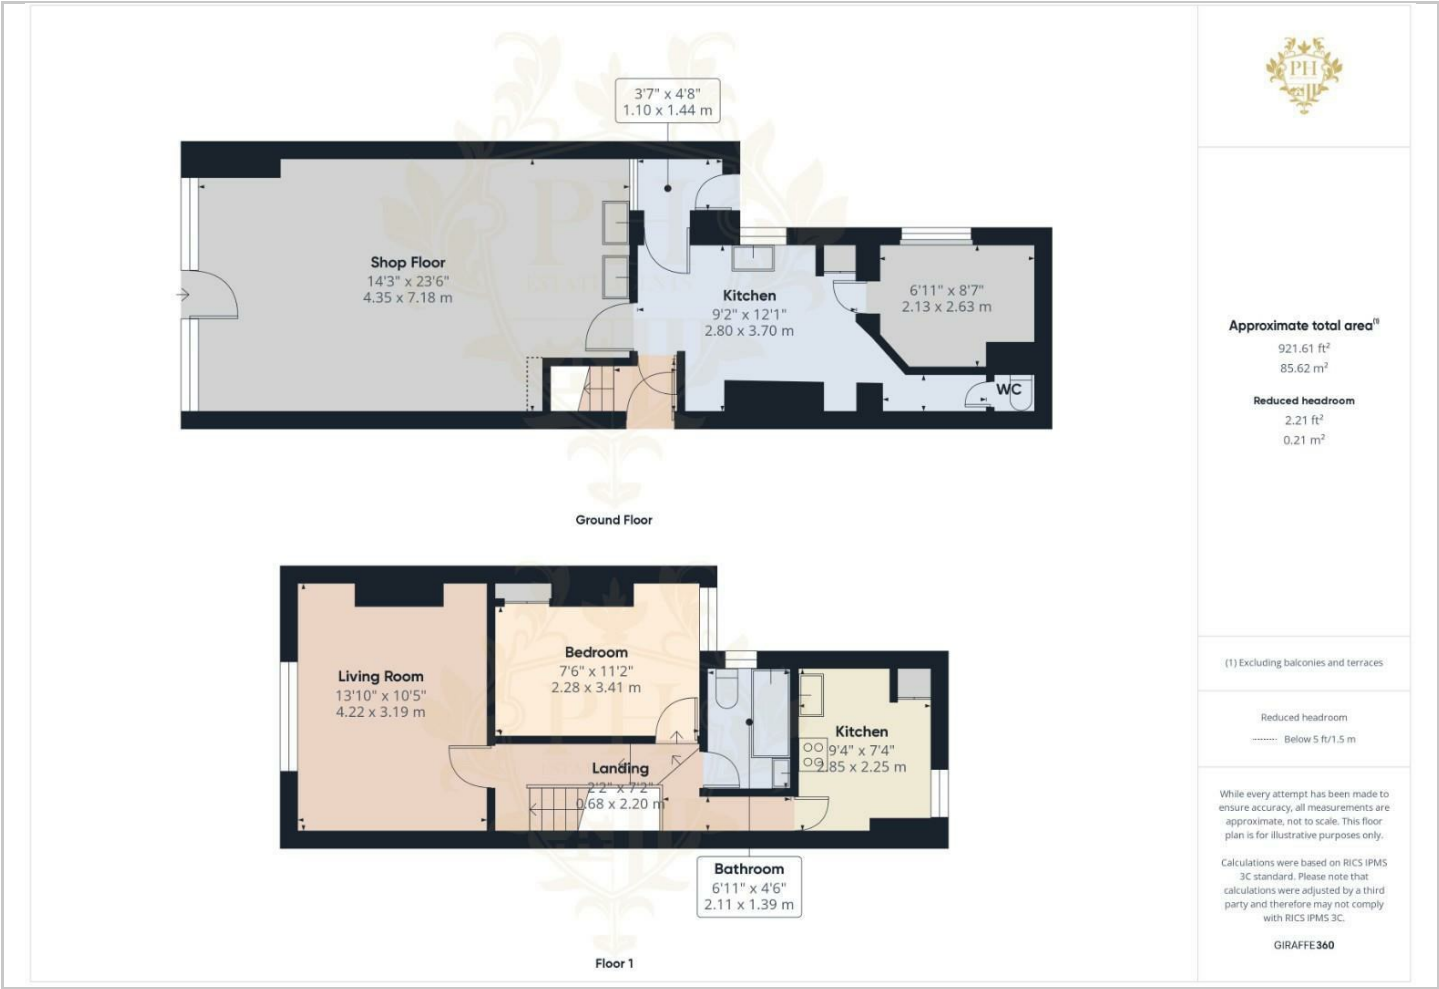 3'7" x 4'8"
1.10 x 1.44 m
Shop Floor
14'3" x 23'6"
4.35 x 7.18 m
Kitchen
9'2" x 12'1"
2.80 x 3.70 m
6'11" x 8'7"
2.13 x 2.63 m
WC
Ground Floor
Living Room
13'10" x 10'5"
4.22 x 3.19 m
Bedroom
7'6" x 11'2"
2.28 x 3.41 m
Landing
2'2" x 7'2"
0.68 x 2.20 m
Kitchen
9'4" x 7'4"
2.85 x 2.25 m
Bathroom
6'11" x 4'6"
2.11 x 1.39 m
Floor 1
PH
Approximate total area(1)
921.61 ft²
85.62 m²
Reduced headroom
2.21 ft²
0.21 m²
(1) Excluding balconies and terraces
Reduced headroom
Below 5 ft/1.5 m
While every attempt has been made to
ensure accuracy, all measurements are
approximate, not to scale. This floor
plan is for illustrative purposes only.
Calculations were based on RICS IPMS
3C standard. Please note that
calculations were adjusted by a third
party and therefore may not comply
with RICS IPMS 3C.
GIRAFFE360